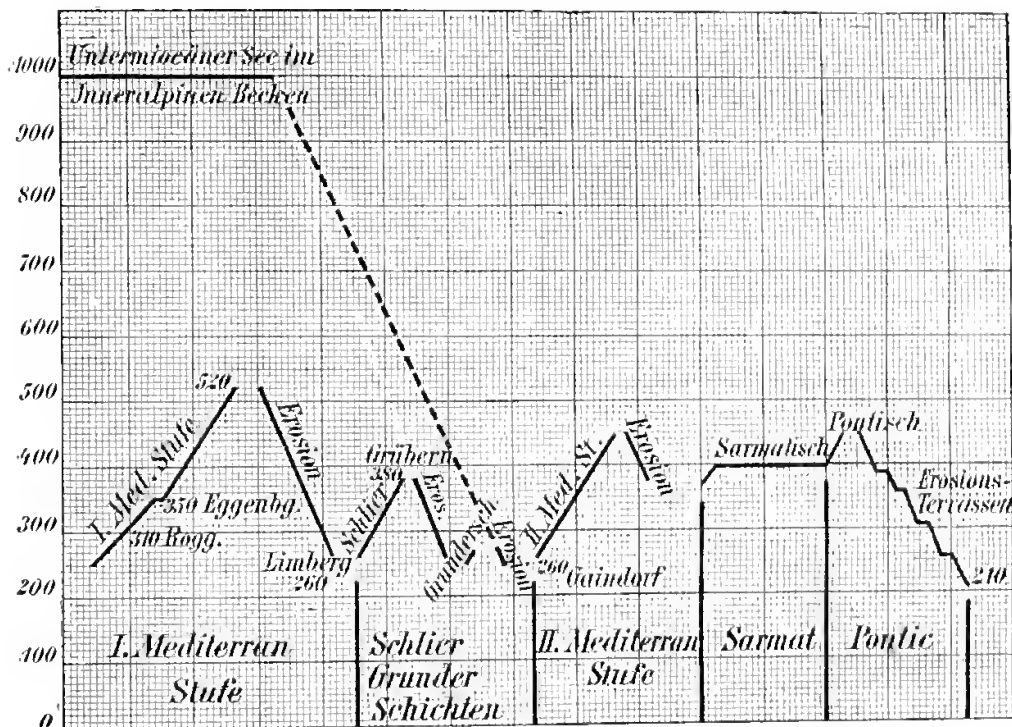 Untermiocäner See im
1000
Inneralpinen Becken
900
800
700
600
500
400
300
200
100
0
520
I. Med. Stufe
350 Eggenbg.
310 Rogg.
Erosion
Limberg
260
Schlier
Grübern
380
Eros.
Grundersch
Erosion
II. Med. St.
260 Gaindorf
Erosion
Sarmatisch
Pontisch
Erosions-
Terrassen
210
I. Mediterran
Stufe
Schlier
Grunder
Schichten
II. Mediterran
Stufe
Sarmat
Pontic